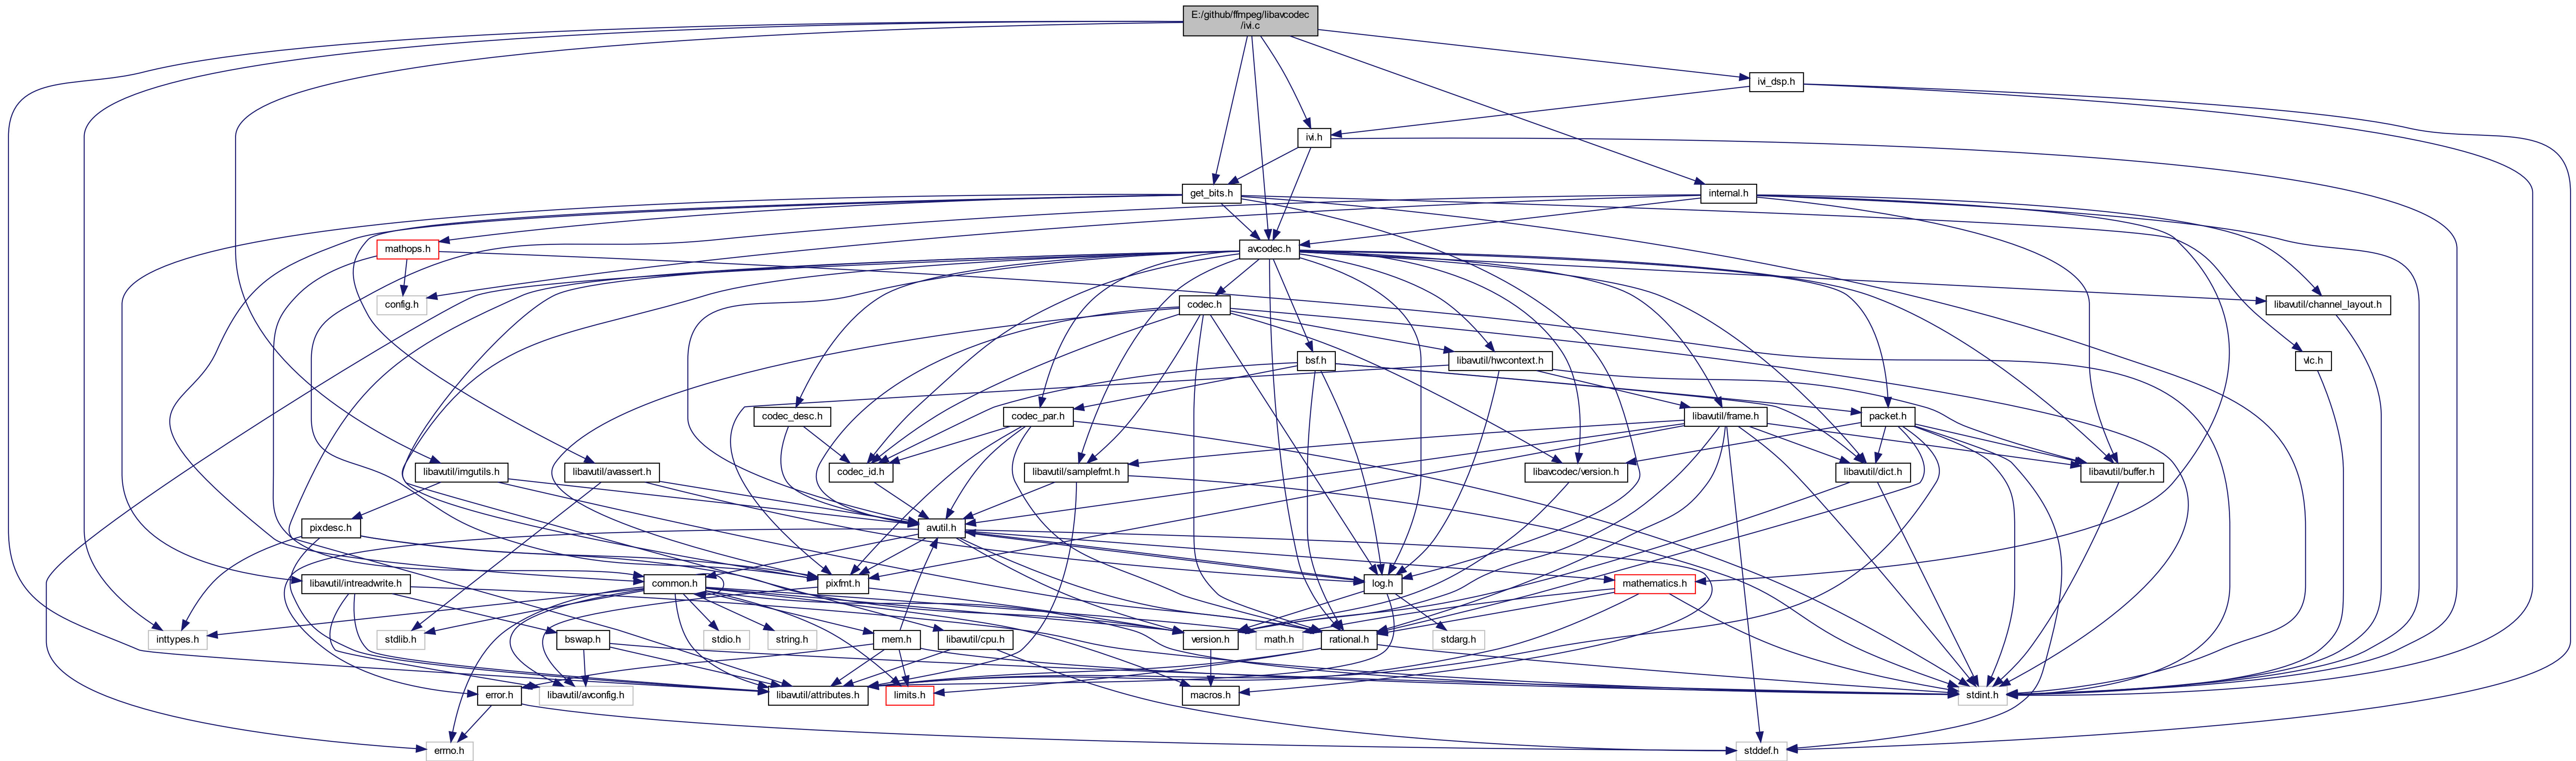 E:/github/ffmpeg/libavcodec
/ivi.c
ivi_dsp.h
ivi.h
get_bits.h
internal.h
mathops.h
avcodec.h
config.h
codec.h
libavutil/channel_layout.h
bsf.h
libavutil/hwcontext.h
vlc.h
codec_desc.h
codec_par.h
libavutil/frame.h
packet.h
libavutil/imgutils.h
libavutil/avassert.h
codec_id.h
libavutil/samplefmt.h
libavcodec/version.h
libavutil/dict.h
libavutil/buffer.h
pixdesc.h
avutil.h
libavutil/intreadwrite.h
common.h
pixfmt.h
log.h
mathematics.h
inttypes.h
stdlib.h
bswap.h
stdio.h
string.h
mem.h
libavutil/cpu.h
version.h
math.h
rational.h
stdarg.h
error.h
libavutil/avconfig.h
libavutil/attributes.h
limits.h
macros.h
stdint.h
errno.h
stddef.h